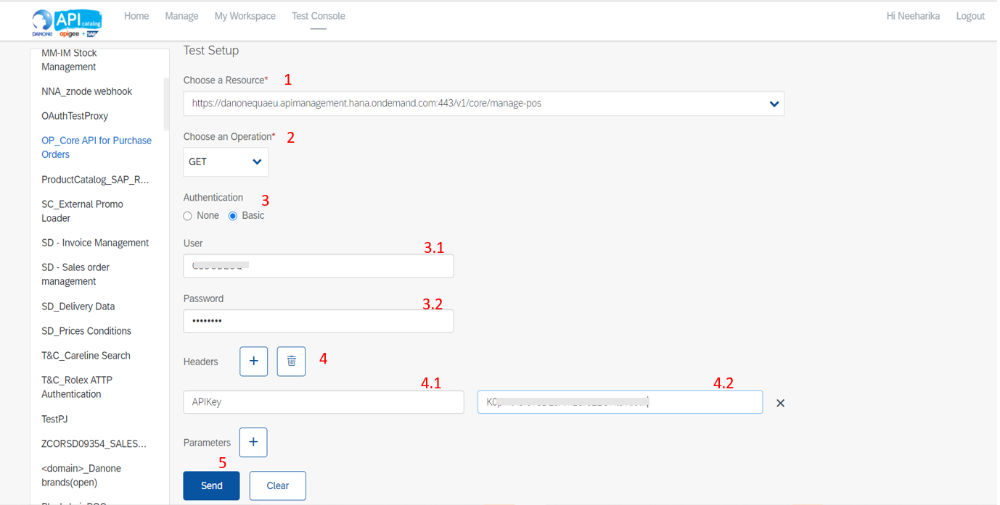 API catalog
DANONE apigee + SAP
Home Manage My Workspace Test Console
Hi Neeharika Logout
MM-IM Stock
Management
NNA_znode webhook
OAuthTestProxy
OP_Core API for Purchase
Orders
ProductCatalog_SAP_R...
SC_External Promo
Loader
SD - Invoice Management
SD - Sales order
management
SD_Delivery Data
SD_Prices Conditions
T&C_Careline Search
T&C_Rolex ATTP
Authentication
TestPJ
ZCORSD09354_SALES...
<domain>_Danone
brands(open)
Test Setup
Choose a Resource* 1
https://danonequaeu.apimanagement.hana.ondemand.com:443/v1/core/manage-pos
Choose an Operation* 2
GET
Authentication 3
None Basic
User 3.1
Password 3.2
••••••••
Headers + 4
4.1 4.2
APIKey
Parameters +
5
Send Clear